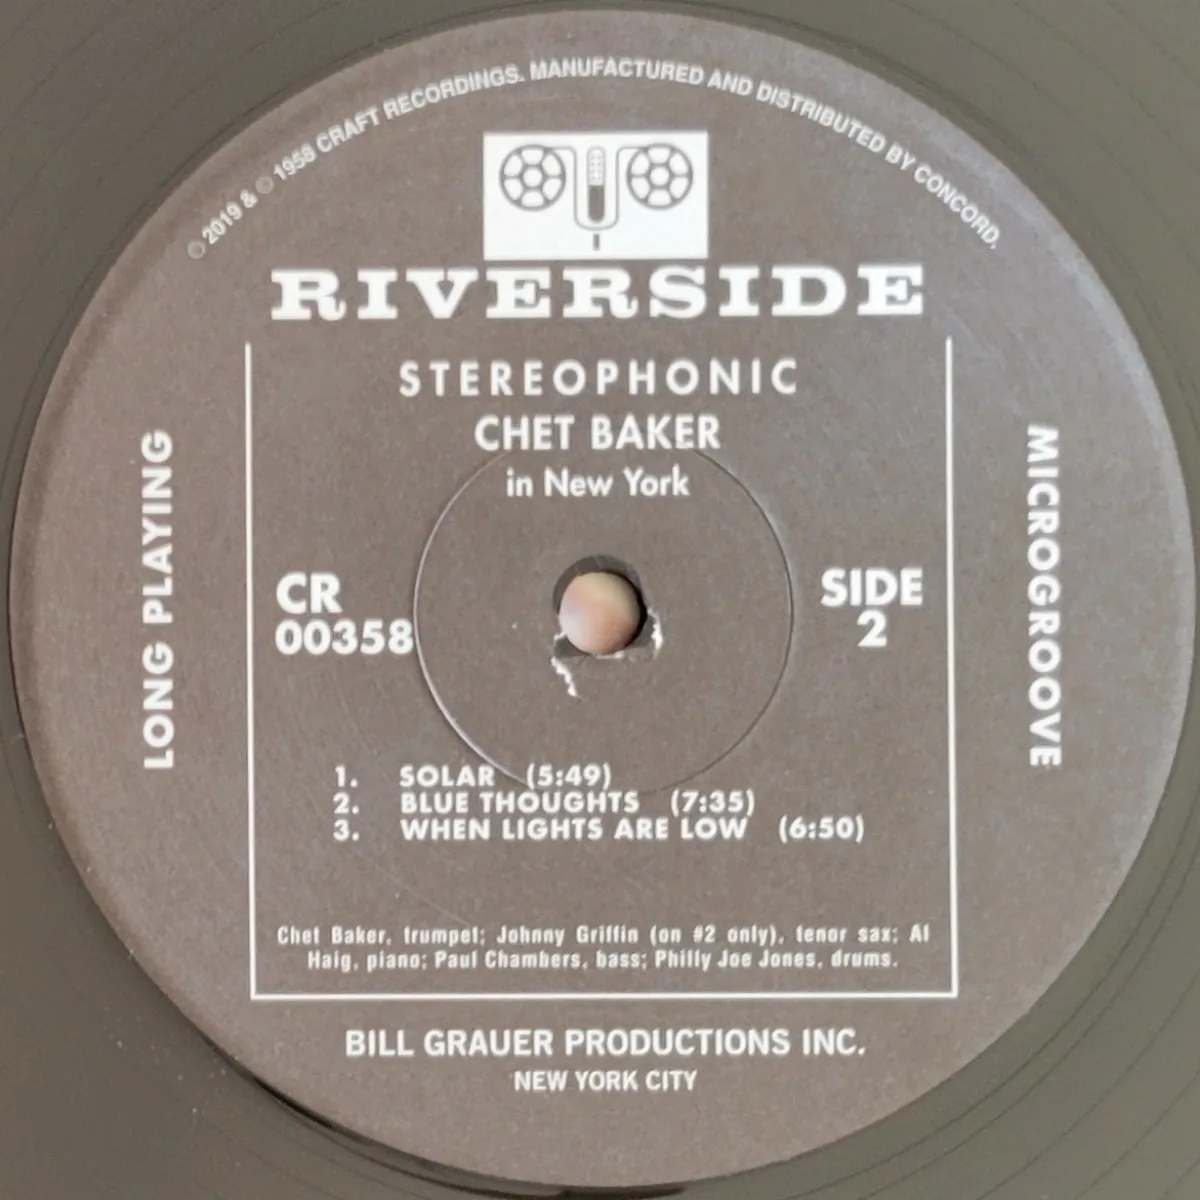 ℗ 2019 & © 1958 CRAFT RECORDINGS. MANUFACTURED AND DISTRIBUTED BY CONCORD.
RIVERSIDE
STEREOPHONIC
CHET BAKER
in New York
LONG PLAYING
MICROGROOVE
CR
00358
SIDE
2
1. SOLAR (5:49)
2. BLUE THOUGHTS (7:35)
3. WHEN LIGHTS ARE LOW (6:50)
Chet Baker, trumpet; Johnny Griffin (on #2 only), tenor sax; Al
Haig, piano; Paul Chambers, bass; Philly Joe Jones, drums.
BILL GRAUER PRODUCTIONS INC.
NEW YORK CITY